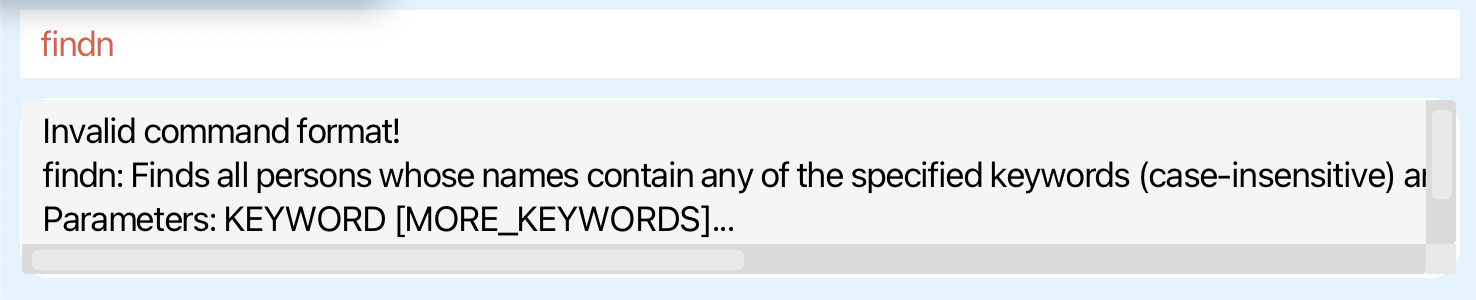 findn
Invalid command format!
findn: Finds all persons whose names contain any of the specified keywords (case-insensitive)
Parameters: KEYWORD [MORE_KEYWORDS]...